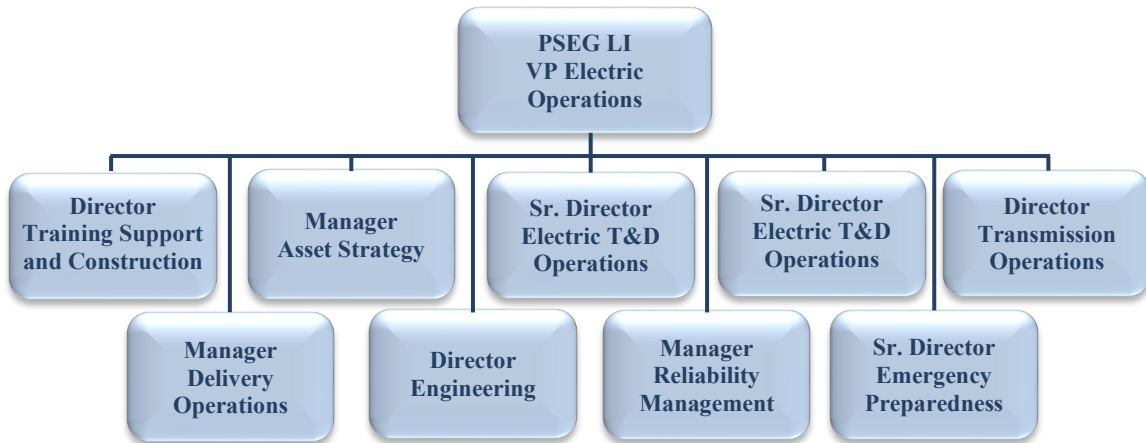 PSEG LI
VP Electric
Operations
Director
Training Support
and Construction
Manager
Asset Strategy
Sr. Director
Electric T&D
Operations
Sr. Director
Electric T&D
Operations
Director
Transmission
Operations
Manager
Delivery
Operations
Director
Engineering
Manager
Reliability
Management
Sr. Director
Emergency
Preparedness